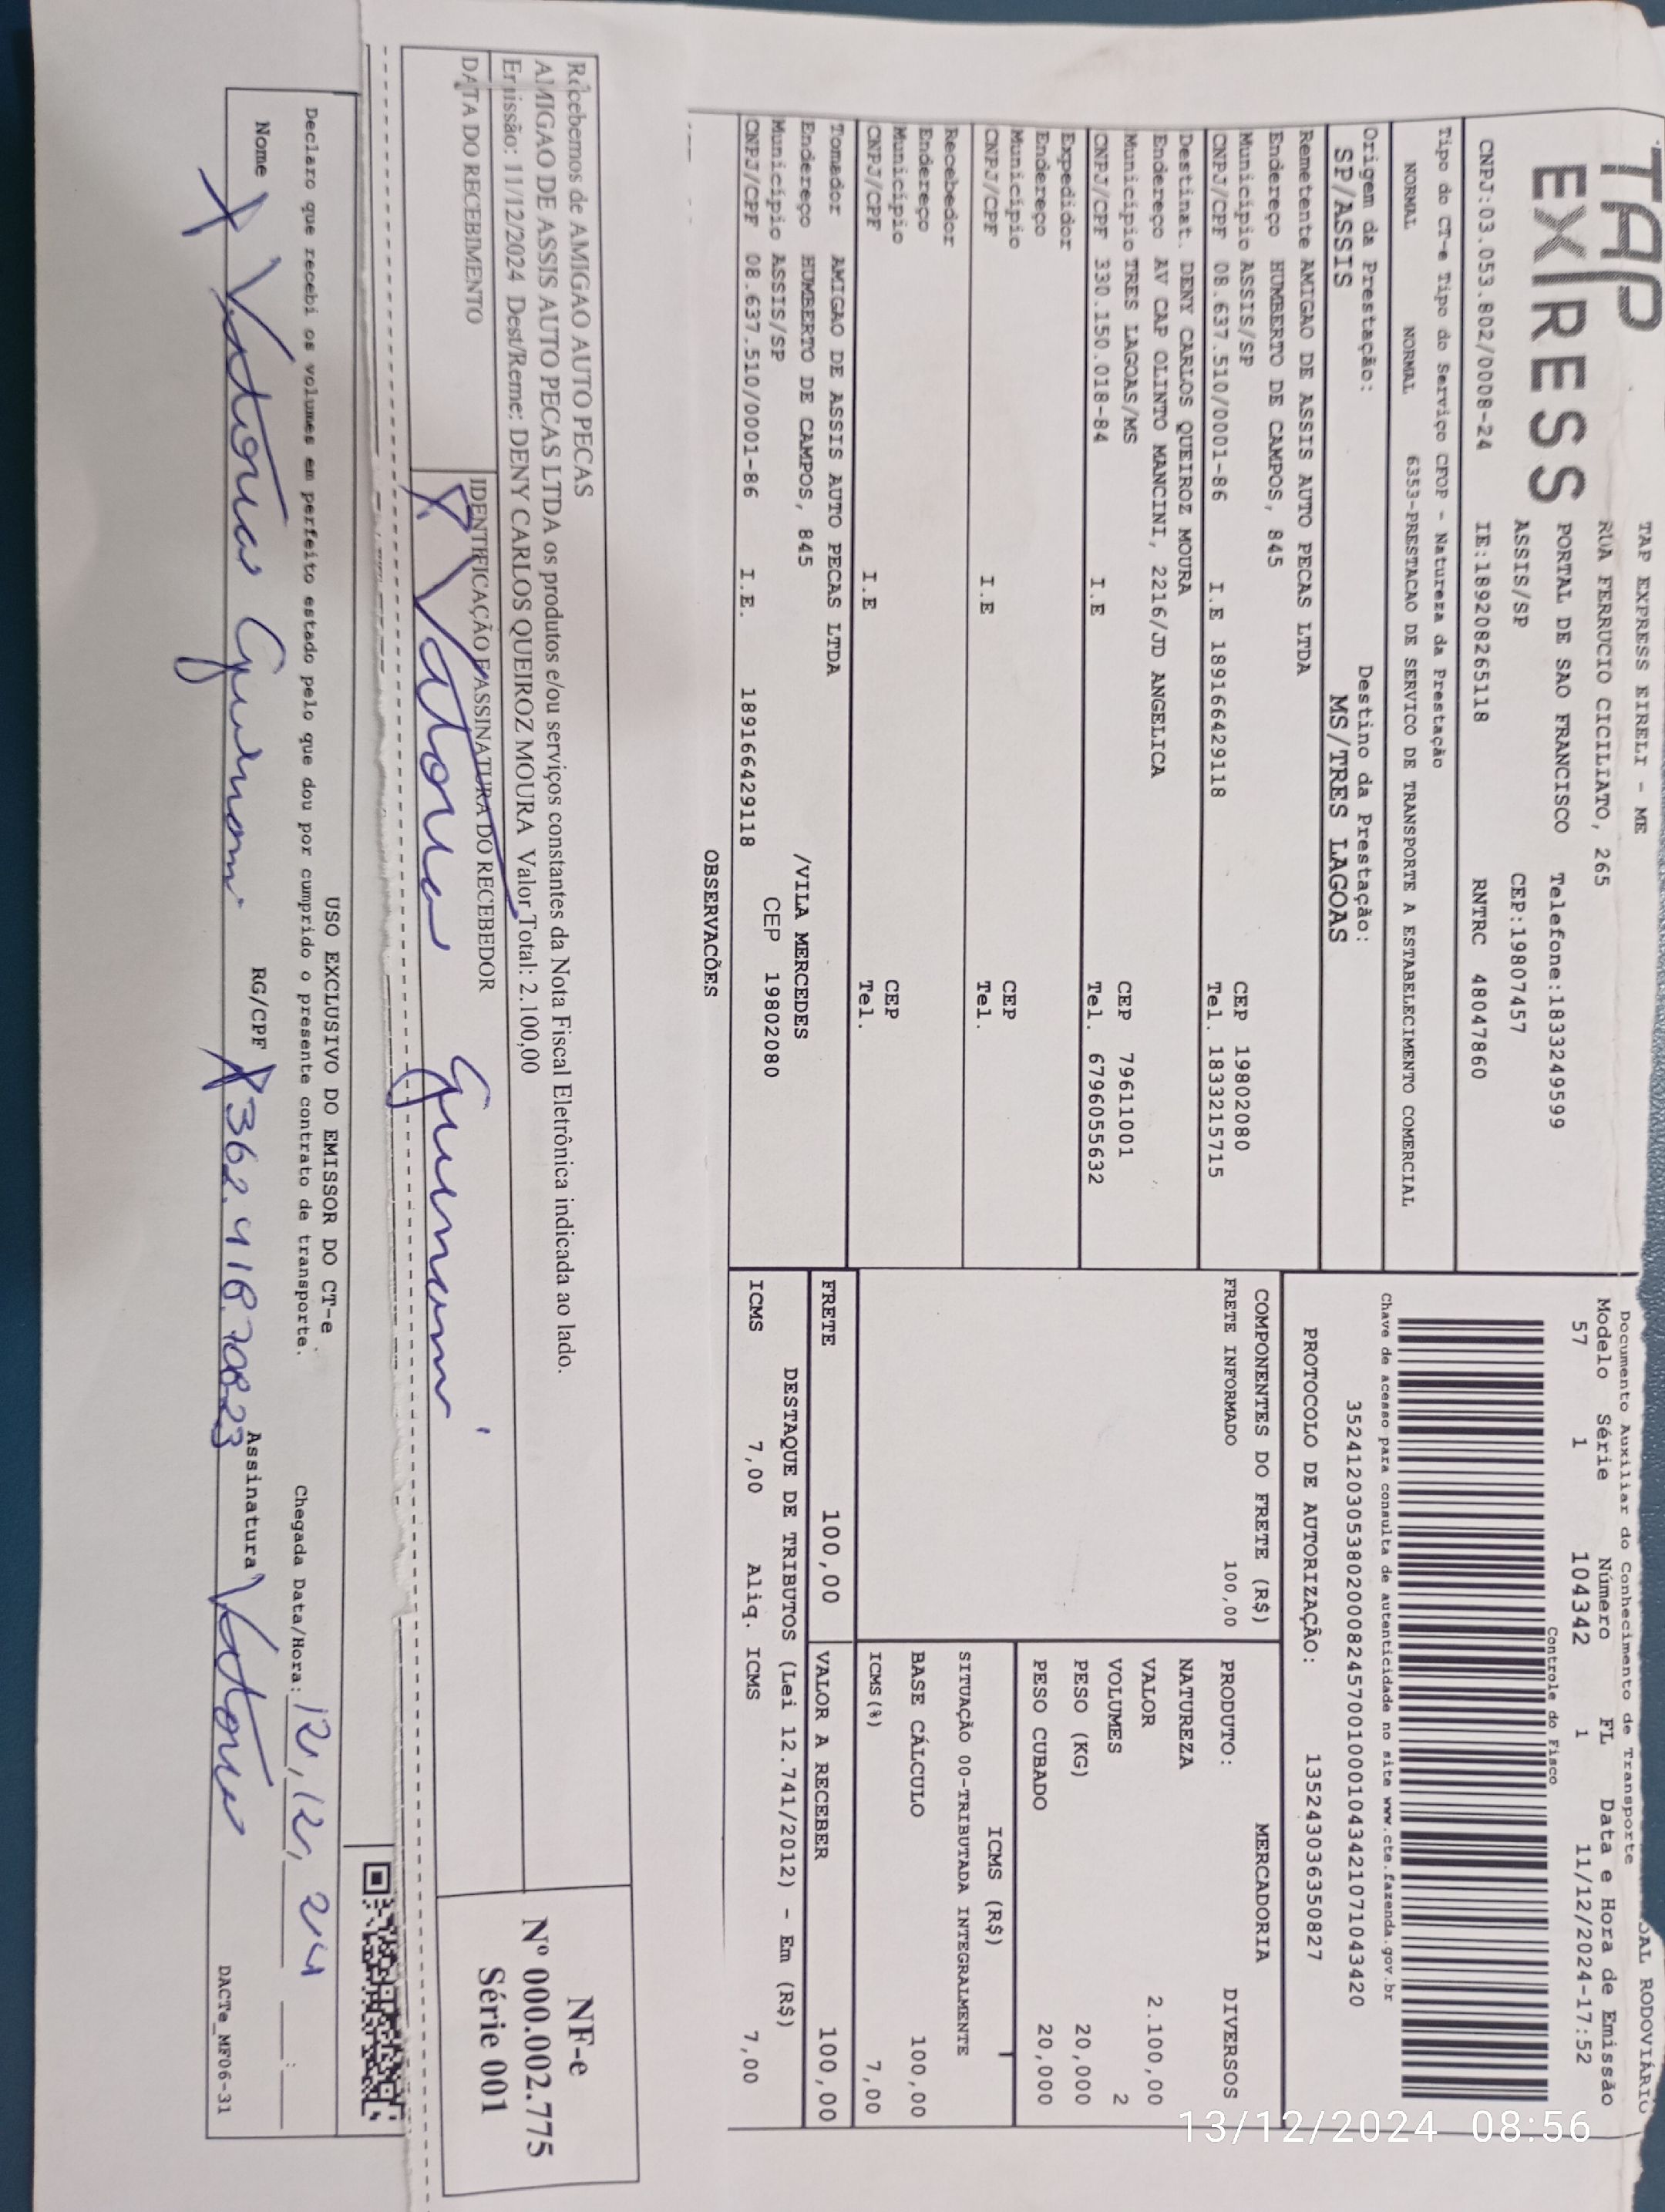 TAP
EXPRESS
TAP EXPRESS EIRELI - ME
RUA FERRUCIO CICILIATO, 265
PORTAL DE SAO FRANCISCO Telefone:1833249599
ASSIS/SP CEP:19807457
CNPJ:03.053.802/0008-24 IE:189208265118 RNTRC 48047860
DAL RODOVIÁRIO
Documento Auxiliar do Conhecimento de Transporte
Modelo Série Número FL Data e Hora de Emissão
57 1 104342 1 11/12/2024-17:52
Controle do Fisco
Tipo do CT-e Tipo do Serviço CFOP - Natureza da Prestação
NORMAL NORMAL 6353-PRESTACAO DE SERVICO DE TRANSPORTE A ESTABELECIMENTO COMERCIAL
Chave de acesso para consulta de autenticidade no site www.cte.fazenda.gov.br
35241203053802000824570010001043421071043420
Origem da Prestação: Destino da Prestação:
SP/ASSIS MS/TRES LAGOAS
PROTOCOLO DE AUTORIZAÇÃO: 135243036350827
Remetente AMIGAO DE ASSIS AUTO PECAS LTDA
Endereço HUMBERTO DE CAMPOS, 845
Município ASSIS/SP CEP 19802080
CNPJ/CPF 08.637.510/0001-86 I.E 189166429118 Tel. 1833215715
Destinat. DENY CARLOS QUEIROZ MOURA
Endereço AV CAP OLINTO MANCINI, 2216/JD ANGELICA
Município TRES LAGOAS/MS CEP 79611001
CNPJ/CPF 330.150.018-84 I.E Tel. 6796055632
Expedidor
Endereço
Município CEP
CNPJ/CPF I.E Tel.
Recebedor
Endereço
Município CEP
CNPJ/CPF I.E Tel.
Tomador AMIGAO DE ASSIS AUTO PECAS LTDA
Endereço HUMBERTO DE CAMPOS, 845 /VILA MERCEDES
Município ASSIS/SP CEP 19802080
CNPJ/CPF 08.637.510/0001-86 I.E. 189166429118
OBSERVACÕES
COMPONENTES DO FRETE (R$)
FRETE INFORMADO 100,00
MERCADORIA
PRODUTO: DIVERSOS
NATUREZA
VALOR 2.100,00
VOLUMES 2
PESO (KG) 20,000
PESO CUBADO 20,000
ICMS (R$)
SITUAÇÃO 00-TRIBUTADA INTEGRALMENTE
BASE CÁLCULO 100,00
ICMS(%) 7,00
FRETE 100,00 VALOR A RECEBER 100,00
DESTAQUE DE TRIBUTOS (Lei 12.741/2012) - Em (R$)
ICMS 7,00 Aliq. ICMS 7,00
Recebemos de AMIGAO AUTO PECAS
AMIGAO DE ASSIS AUTO PECAS LTDA os produtos e/ou serviços constantes da Nota Fiscal Eletrônica indicada ao lado.
Emissão: 11/12/2024 Dest/Reme: DENY CARLOS QUEIROZ MOURA Valor Total: 2.100,00
DATA DO RECEBIMENTO IDENTIFICAÇÃO E ASSINATURA DO RECEBEDOR
NF-e
Nº 000.002.775
Série 001
USO EXCLUSIVO DO EMISSOR DO CT-e
Declaro que recebi os volumes em perfeito estado pelo que dou por cumprido o presente contrato de transporte.
Chegada Data/Hora: 12, 12, 24
Nome RG/CPF 362.418.708.23 Assinatura
DACTe_MF06-31
13/12/2024 08:56